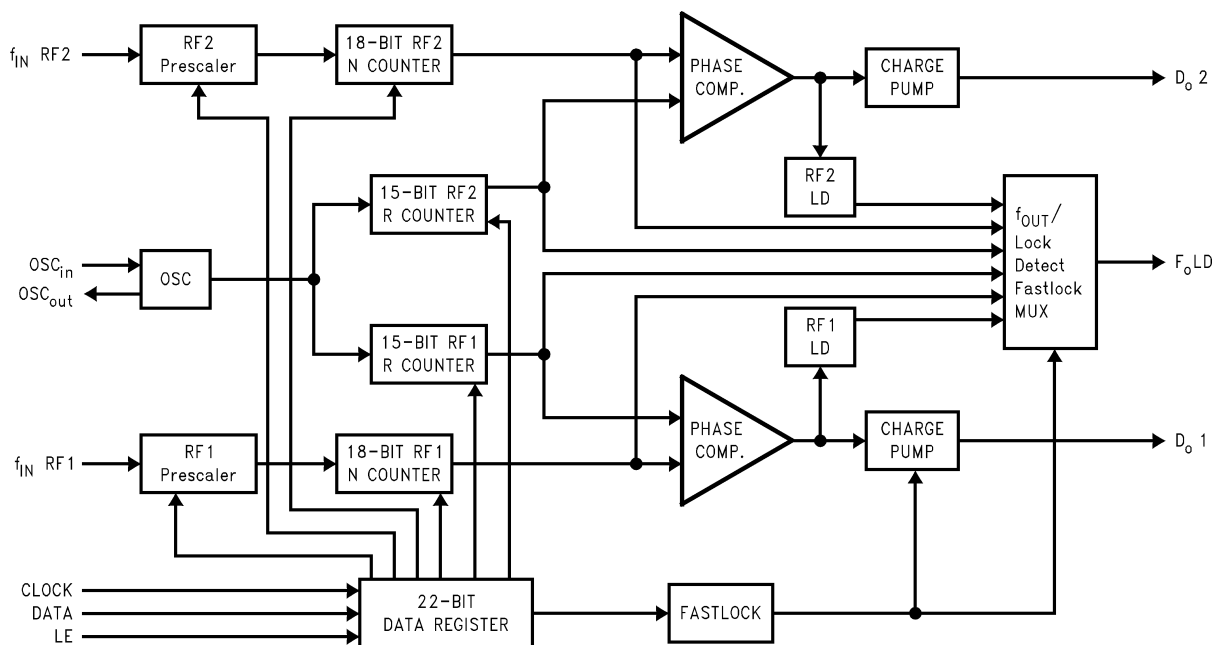 f_IN RF2
RF2
Prescaler
18-BIT RF2
N COUNTER
PHASE
COMP.
CHARGE
PUMP
D_o 2
15-BIT RF2
R COUNTER
RF2
LD
OSC_in
OSC_out
OSC
f_OUT/
Lock
Detect
Fastlock
MUX
F_oLD
15-BIT RF1
R COUNTER
RF1
LD
f_IN RF1
RF1
Prescaler
18-BIT RF1
N COUNTER
PHASE
COMP.
CHARGE
PUMP
D_o 1
CLOCK
DATA
LE
22-BIT
DATA REGISTER
FASTLOCK